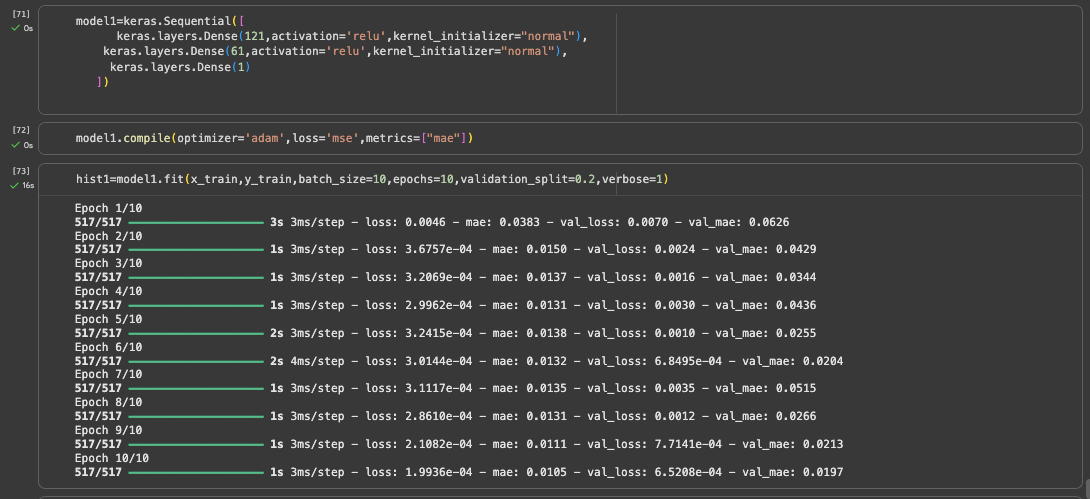 [71]
0s
model1=keras.Sequential([
keras.layers.Dense(121,activation='relu',kernel_initializer="normal"),
keras.layers.Dense(61,activation='relu',kernel_initializer="normal"),
keras.layers.Dense(1)
])
[72]
0s
model1.compile(optimizer='adam',loss='mse',metrics=["mae"])
[73]
16s
hist1=model1.fit(x_train,y_train,batch_size=10,epochs=10,validation_split=0.2,verbose=1)
Epoch 1/10
517/517 3s 3ms/step - loss: 0.0046 - mae: 0.0383 - val_loss: 0.0070 - val_mae: 0.0626
Epoch 2/10
517/517 1s 3ms/step - loss: 3.6757e-04 - mae: 0.0150 - val_loss: 0.0024 - val_mae: 0.0429
Epoch 3/10
517/517 1s 3ms/step - loss: 3.2069e-04 - mae: 0.0137 - val_loss: 0.0016 - val_mae: 0.0344
Epoch 4/10
517/517 1s 3ms/step - loss: 2.9962e-04 - mae: 0.0131 - val_loss: 0.0030 - val_mae: 0.0436
Epoch 5/10
517/517 2s 3ms/step - loss: 3.2415e-04 - mae: 0.0138 - val_loss: 0.0010 - val_mae: 0.0255
Epoch 6/10
517/517 2s 4ms/step - loss: 3.0144e-04 - mae: 0.0132 - val_loss: 6.8495e-04 - val_mae: 0.0204
Epoch 7/10
517/517 1s 3ms/step - loss: 3.1117e-04 - mae: 0.0135 - val_loss: 0.0035 - val_mae: 0.0515
Epoch 8/10
517/517 1s 3ms/step - loss: 2.8610e-04 - mae: 0.0131 - val_loss: 0.0012 - val_mae: 0.0266
Epoch 9/10
517/517 1s 3ms/step - loss: 2.1082e-04 - mae: 0.0111 - val_loss: 7.7141e-04 - val_mae: 0.0213
Epoch 10/10
517/517 1s 3ms/step - loss: 1.9936e-04 - mae: 0.0105 - val_loss: 6.5208e-04 - val_mae: 0.0197